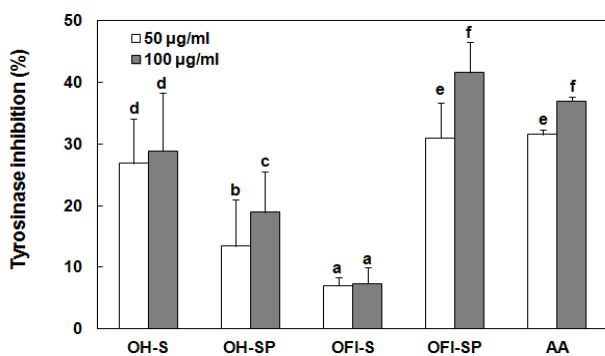 50
40
30
20
10
0
Tyrosinase inhibition (%)
50 µg/ml
100 µg/ml
d
d
b
c
a
a
e
f
e
f
OH-S
OH-SP
OFI-S
OFI-SP
AA